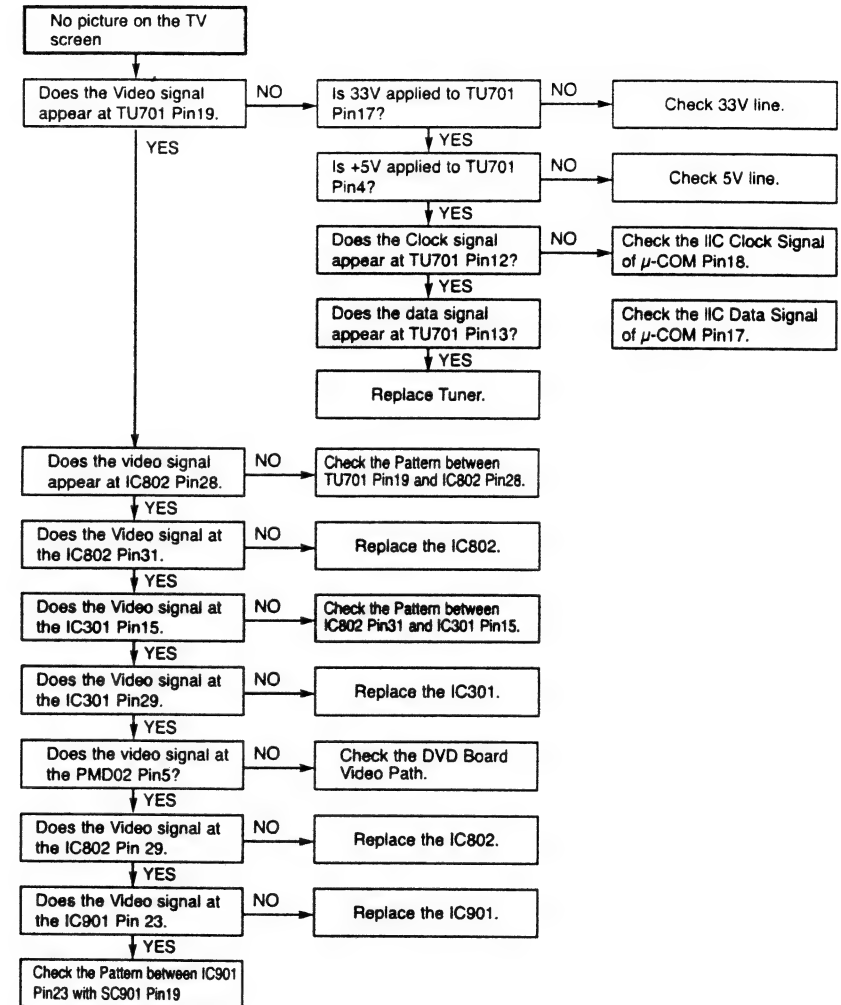 No picture on the TV
screen
Does the Video signal
appear at TU701 Pin19.
NO
Is 33V applied to TU701
Pin17?
NO
Check 33V line.
YES
YES
Is +5V applied to TU701
Pin4?
NO
Check 5V line.
YES
Does the Clock signal
appear at TU701 Pin12?
NO
Check the IIC Clock Signal
of μ-COM Pin18.
YES
Does the data signal
appear at TU701 Pin13?
Check the IIC Data Signal
of μ-COM Pin17.
YES
Replace Tuner.
Does the video signal
appear at IC802 Pin28.
NO
Check the Pattern between
TU701 Pin19 and IC802 Pin28.
YES
Does the Video signal at
the IC802 Pin31.
NO
Replace the IC802.
YES
Does the Video signal at
the IC301 Pin15.
NO
Check the Pattern between
IC802 Pin31 and IC301 Pin15.
YES
Does the Video signal at
the IC301 Pin29.
NO
Replace the IC301.
YES
Does the video signal at
the PMD02 Pin5?
NO
Check the DVD Board
Video Path.
YES
Does the Video signal at
the IC802 Pin 29.
NO
Replace the IC802.
YES
Does the Video signal at
the IC901 Pin 23.
NO
Replace the IC901.
YES
Check the Pattern between IC901
Pin23 with SC901 Pin19